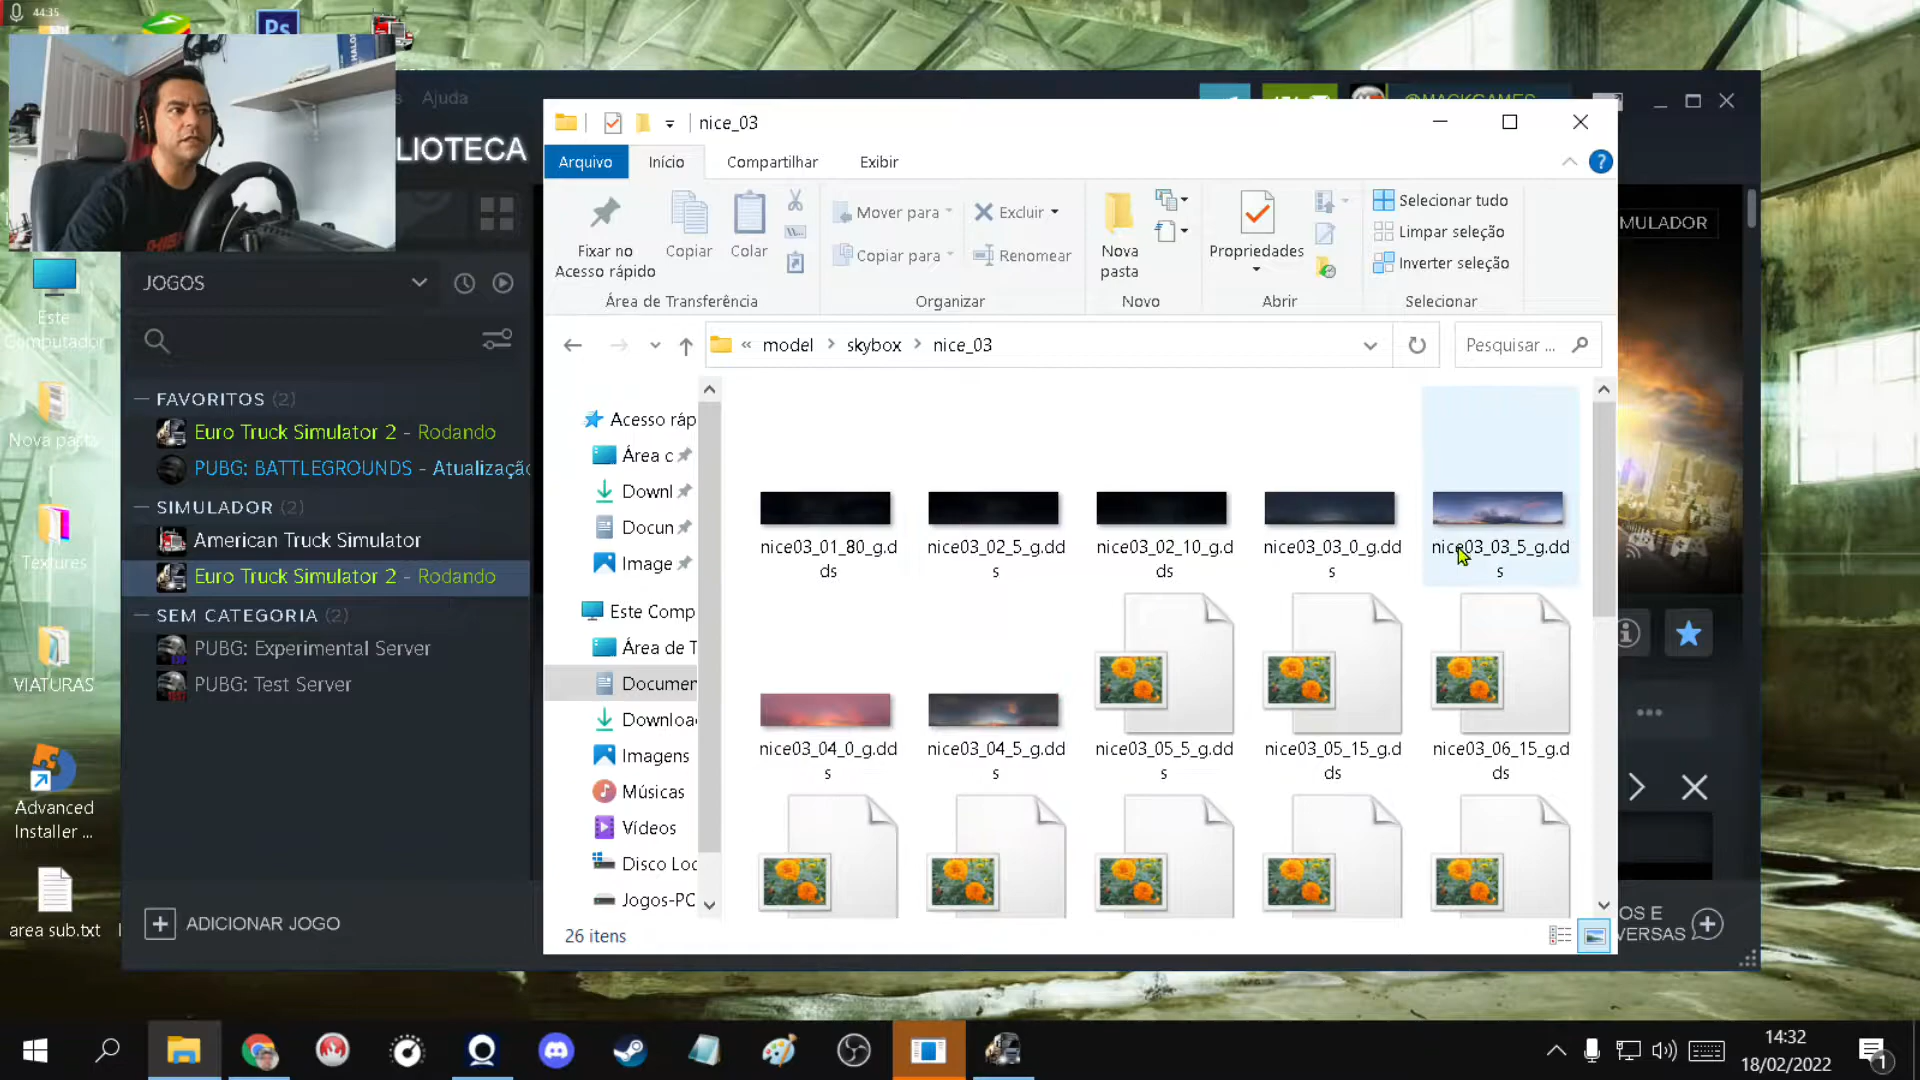 44:35
Ps
Ajuda
LIOTECA
nice_03
Arquivo
Início
Compartilhar
Exibir
Fixar no
Acesso rápido
Copiar
Colar
Mover para
Copiar para
Excluir
Renomear
Nova
pasta
Propriedades
Selecionar tudo
Limpar seleção
Inverter seleção
Área de Transferência
Organizar
Novo
Abrir
Selecionar
MULADOR
« model > skybox > nice_03
Pesquisar ...
JOGOS
FAVORITOS (2)
Euro Truck Simulator 2 - Rodando
PUBG: BATTLEGROUNDS - Atualização
SIMULADOR (2)
American Truck Simulator
Euro Truck Simulator 2 - Rodando
SEM CATEGORIA (2)
PUBG: Experimental Server
PUBG: Test Server
ADICIONAR JOGO
Este
Computador
Nova pasta
Textures
VIATURAS
Advanced
Installer ...
area sub.txt
Acesso ráp
Área c
Downl
Docun
Image
Este Comp
Área de T
Documen
Downloa
Imagens
Músicas
Vídeos
Disco Loc
Jogos-PC
nice03_01_80_g.d
ds
nice03_02_5_g.dd
s
nice03_02_10_g.d
ds
nice03_03_0_g.dd
s
nice03_03_5_g.dd
s
nice03_04_0_g.dd
s
nice03_04_5_g.dd
s
nice03_05_5_g.dd
s
nice03_05_15_g.d
ds
nice03_06_15_g.d
ds
26 itens
OS E
VERSAS
14:32
18/02/2022
1